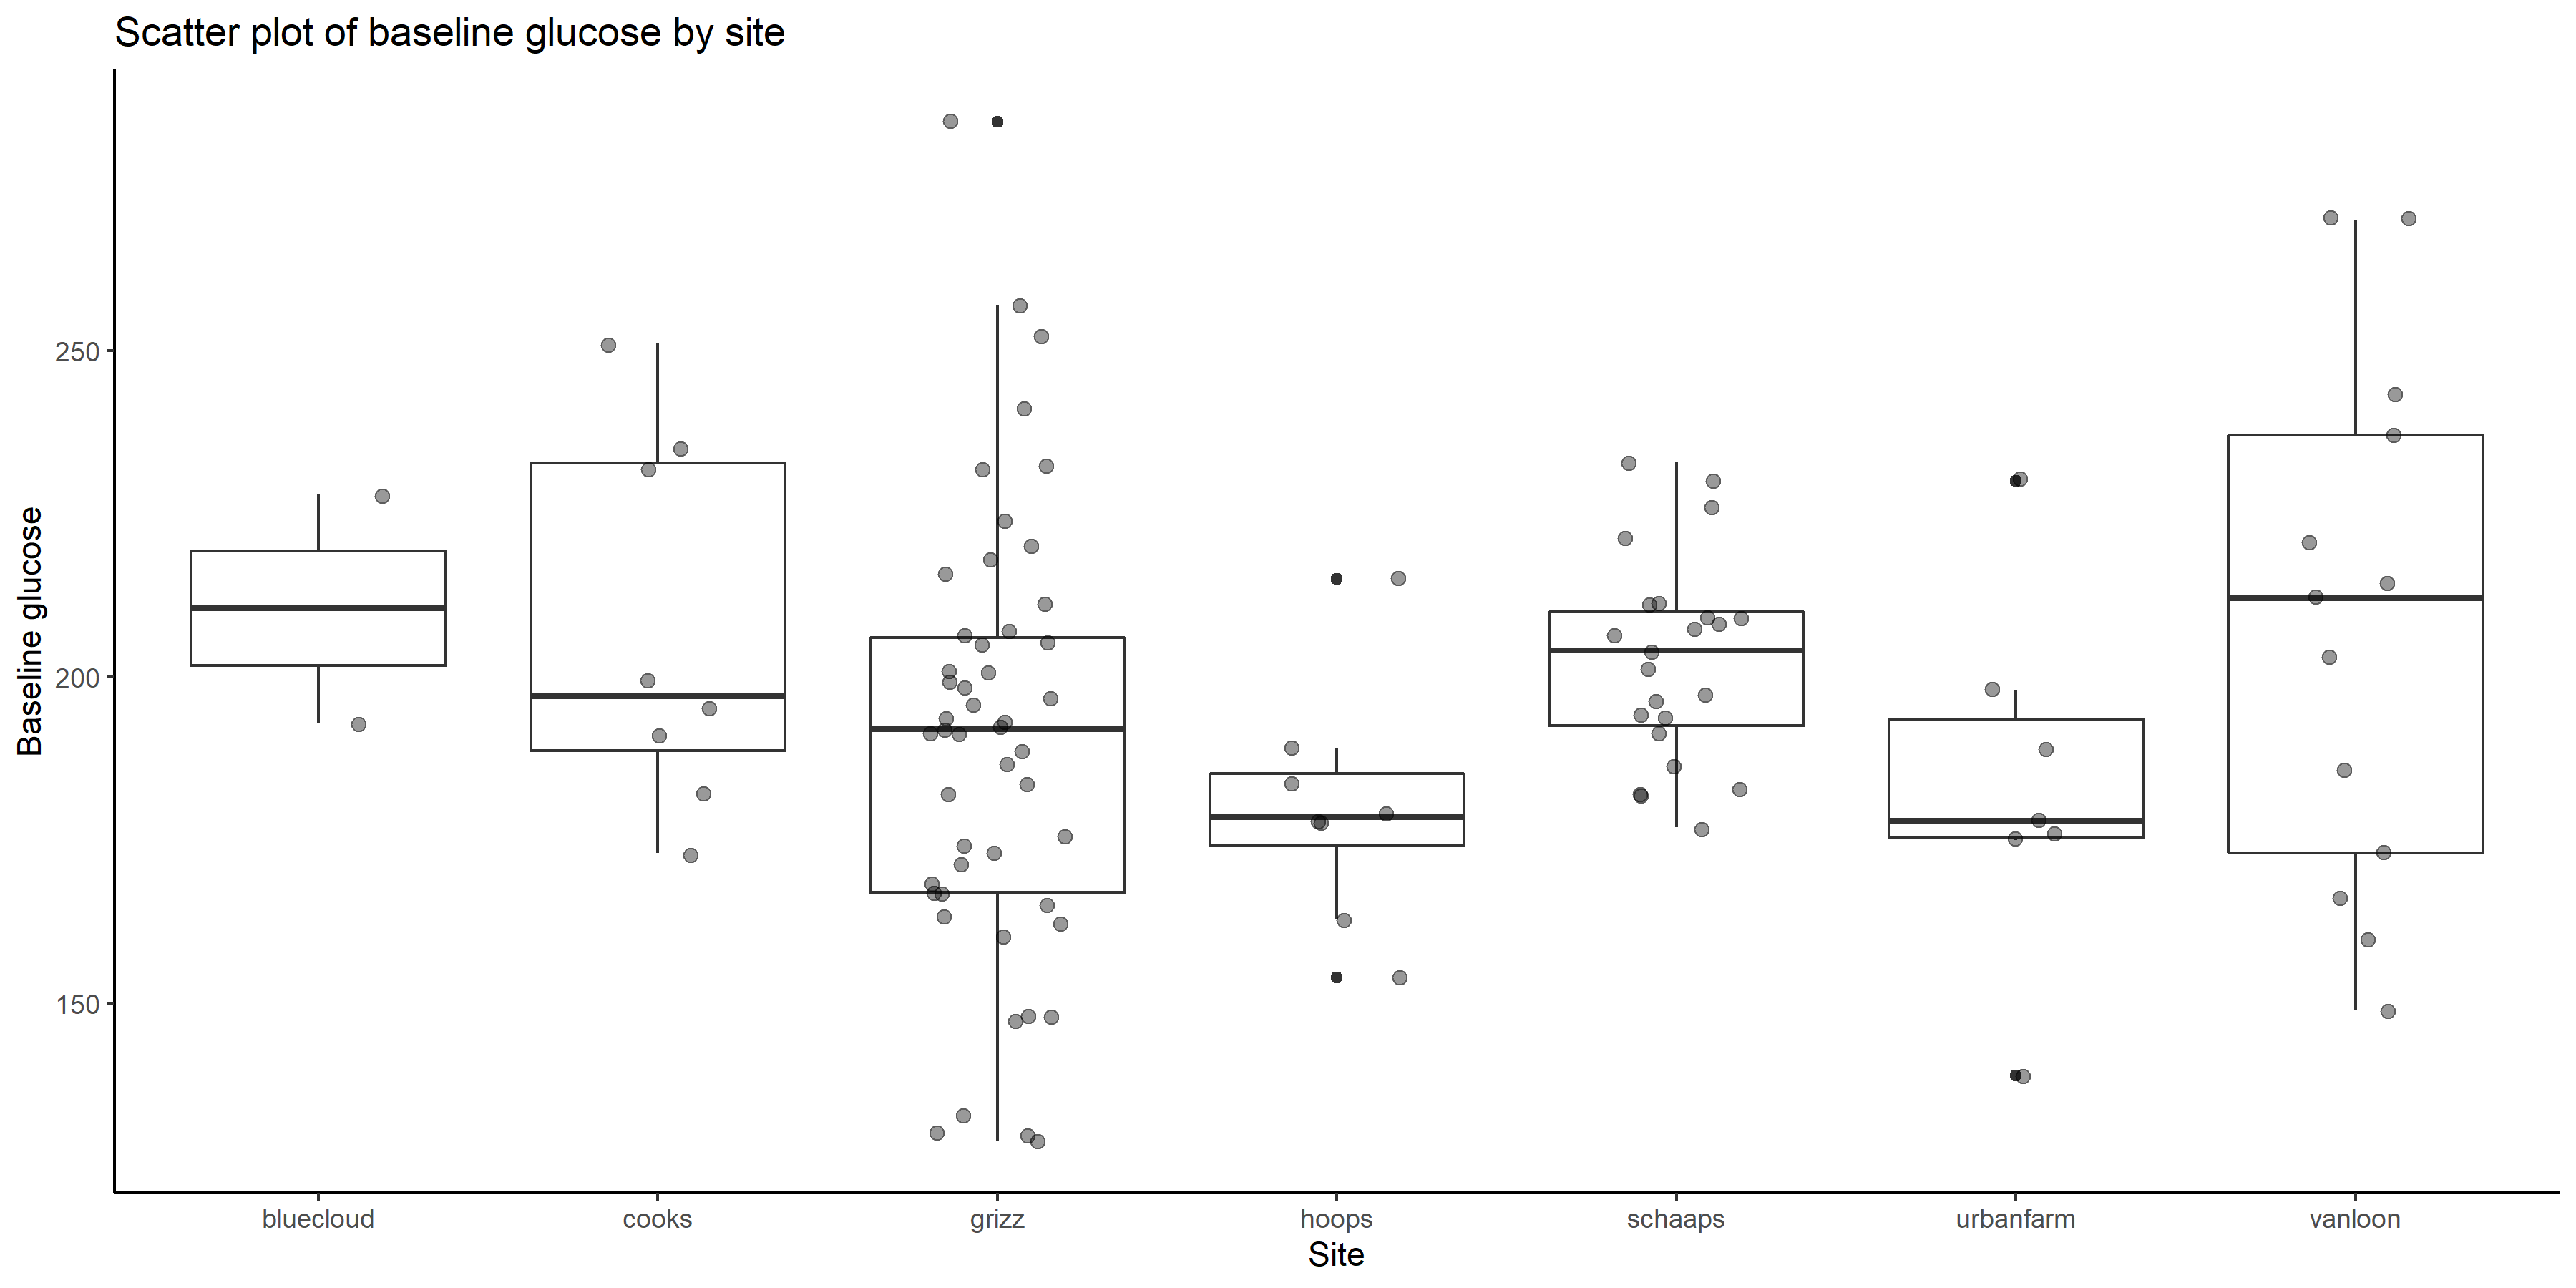 Scatter plot of baseline glucose by site
Baseline glucose
250
200
150
bluecloud cooks grizz hoops schaaps urbanfarm vanloon
Site